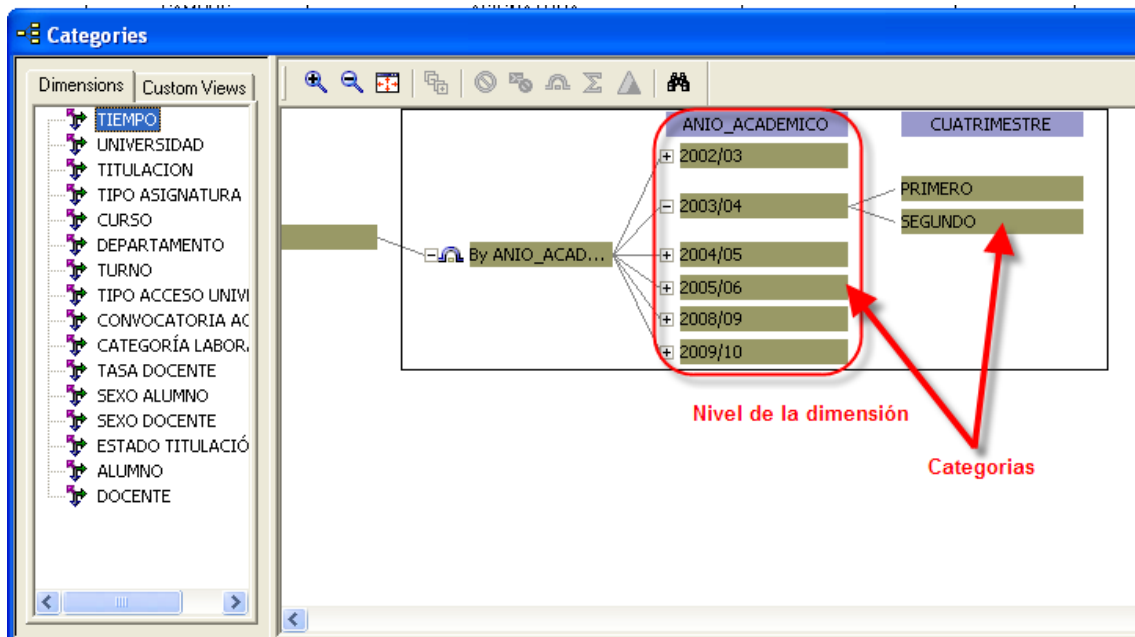 Categories
Dimensions Custom Views
TIEMPO
UNIVERSIDAD
TITULACION
TIPO ASIGNATURA
CURSO
DEPARTAMENTO
TURNO
TIPO ACCESO UNIVI
CONVOCATORIA AC
CATEGORÍA LABOR.
TASA DOCENTE
SEXO ALUMNO
SEXO DOCENTE
ESTADO TITULACIÓ
ALUMNO
DOCENTE
ANIO_ACADEMICO CUATRIMESTRE
2002/03
PRIMERO
2003/04
SEGUNDO
By ANIO_ACAD... 2004/05
2005/06
2008/09
2009/10
Nivel de la dimensión
Categorias